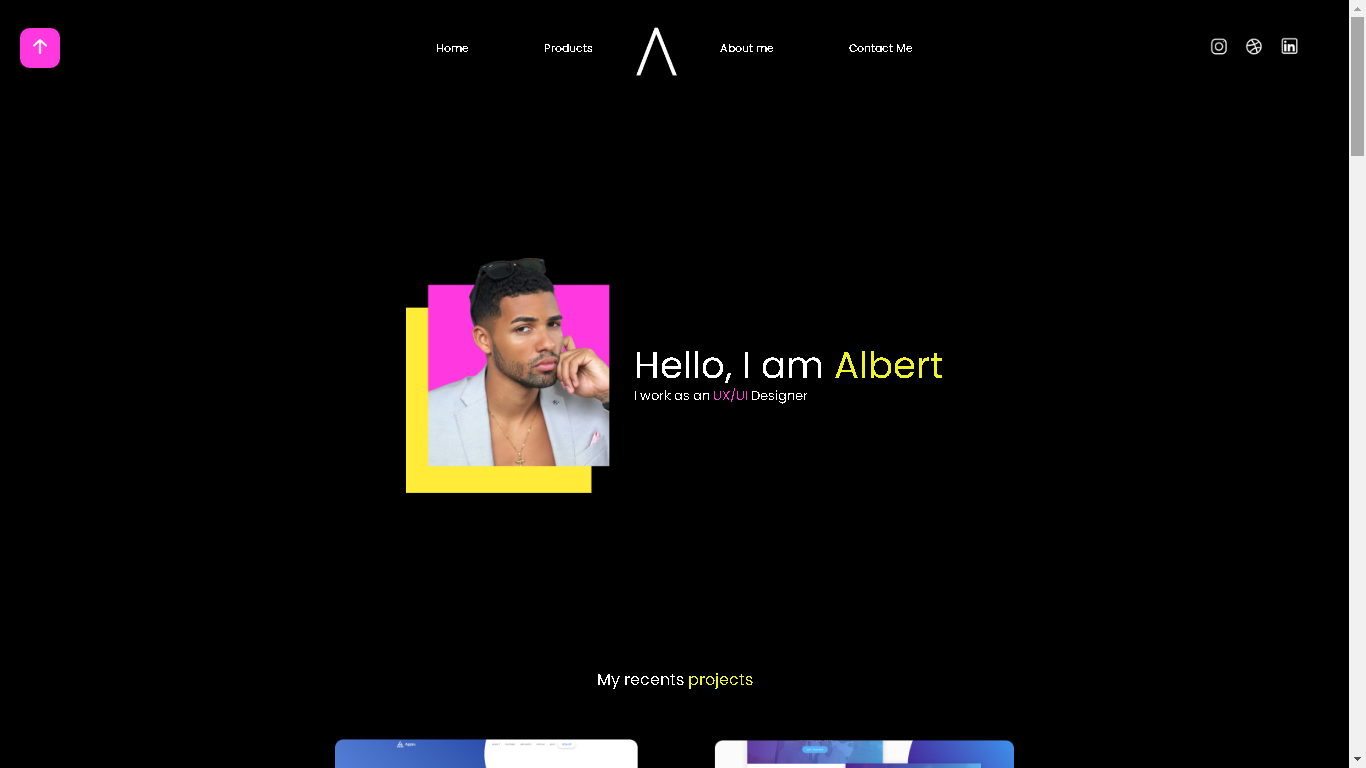 Home
Products
About me
Contact Me
Hello, I am Albert
I work as an UX/UI Designer
My recents projects